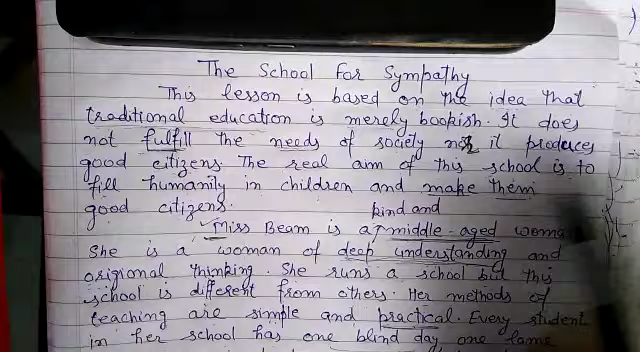 The School For Sympathy
This lesson is based on the idea that
traditional education is merely bookish. It does
not fulfill the needs of society nor it produces
good citizens. The real aim of this school is to
fill humanity in children and make them
good citizens.
kind and
Miss Beam is a middle-aged
She is a woman of deep understanding and
origional thinking. She runs a school but this
school is different from others. Her methods of
teaching are simple and practical. Every student
in her school has one blind day one lame